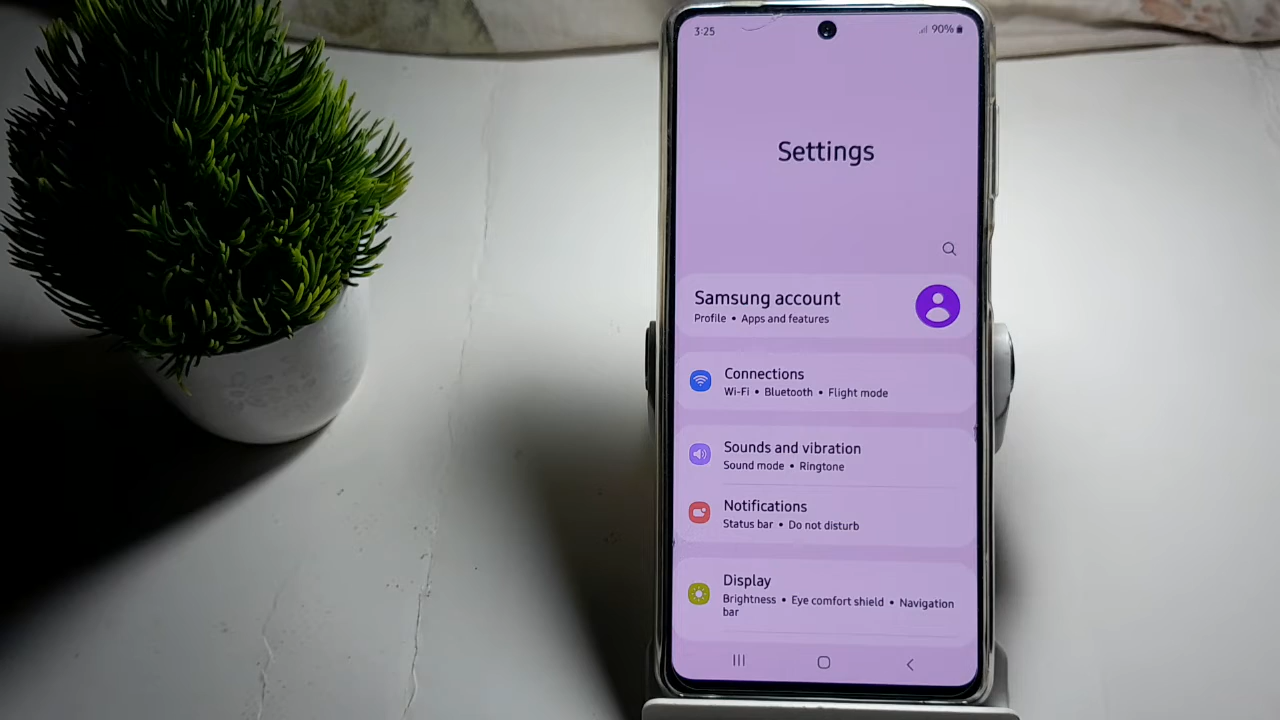 3:25
90%
Settings
Samsung account
Profile • Apps and features
Connections
Wi-Fi • Bluetooth • Flight mode
Sounds and vibration
Sound mode • Ringtone
Notifications
Status bar • Do not disturb
Display
Brightness • Eye comfort shield • Navigation
bar